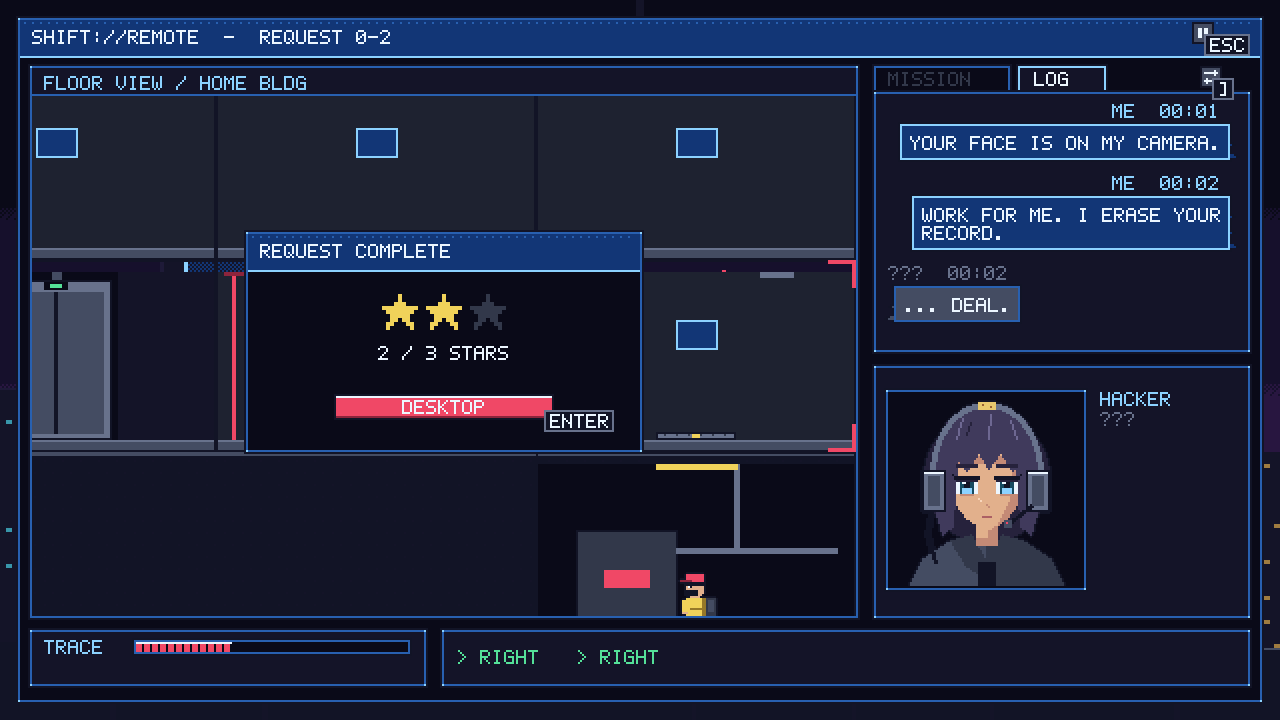 SHIFT://REMOTE - REQUEST 0-2
ESC
FLOOR VIEW / HOME BLDG
MISSION
LOG
]
ME 00:01
YOUR FACE IS ON MY CAMERA.
ME 00:02
WORK FOR ME. I ERASE YOUR
RECORD.
??? 00:02
... DEAL.
REQUEST COMPLETE
2 / 3 STARS
DESKTOP
ENTER
HACKER
???
TRACE
> RIGHT > RIGHT